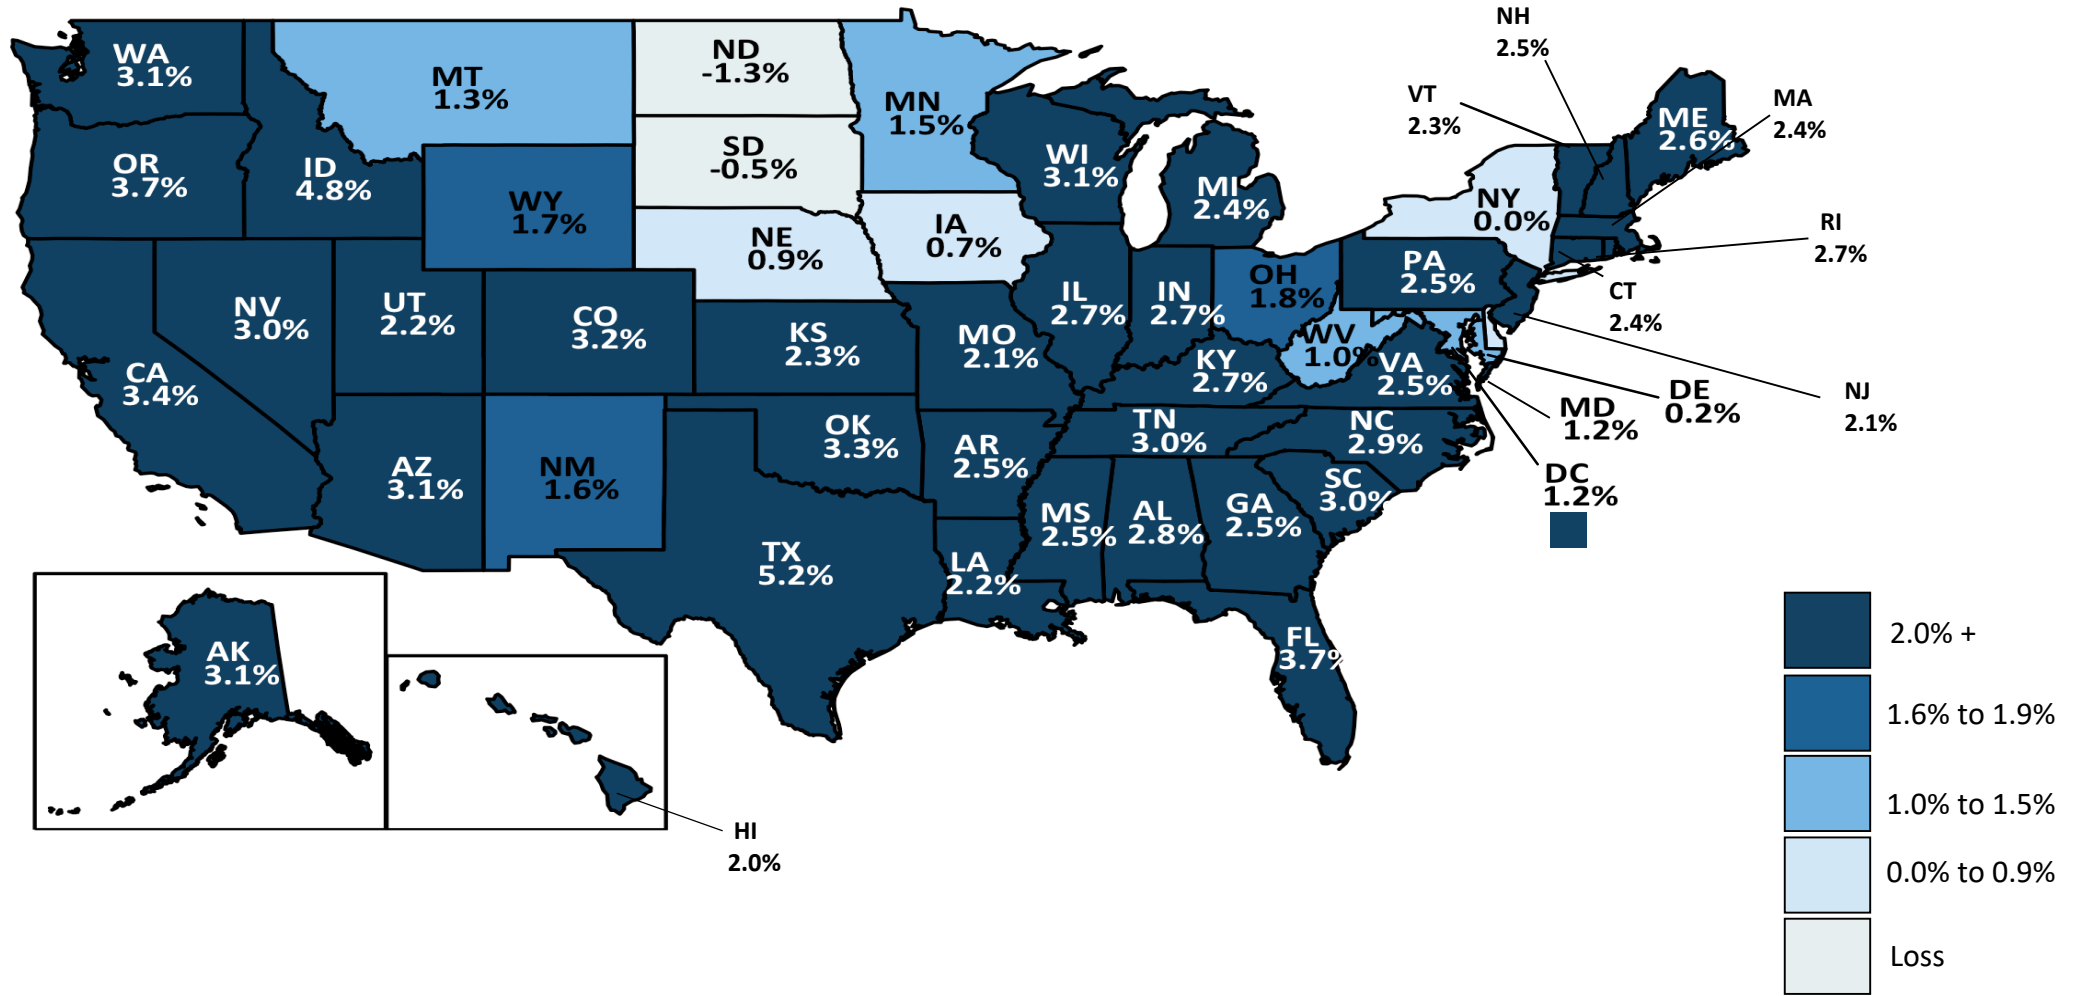 NH
2.5%
WA
3.1%
ND
-1.3%
MT
1.3%
MN
1.5%
VT
2.3%
MA
2.4%
ME
2.6%
OR
3.7%
ID
4.8%
SD
-0.5%
WI
3.1%
MI
2.4%
WY
1.7%
NY
0.0%
RI
2.7%
NE
0.9%
IA
0.7%
PA
2.5%
OH
1.8%
CT
2.4%
NV
3.0%
UT
2.2%
CO
3.2%
KS
2.3%
MO
2.1%
IL
2.7%
IN
2.7%
WV
1.0%
KY
2.7%
VA
2.5%
CA
3.4%
DE
0.2%
NJ
2.1%
MD
1.2%
TN
3.0%
NC
2.9%
OK
3.3%
AR
2.5%
AZ
3.1%
NM
1.6%
SC
3.0%
DC
1.2%
MS
2.5%
AL
2.8%
GA
2.5%
TX
5.2%
LA
2.2%
FL
3.7%
AK
3.1%
HI
2.0%
2.0% +
1.6% to 1.9%
1.0% to 1.5%
0.0% to 0.9%
Loss